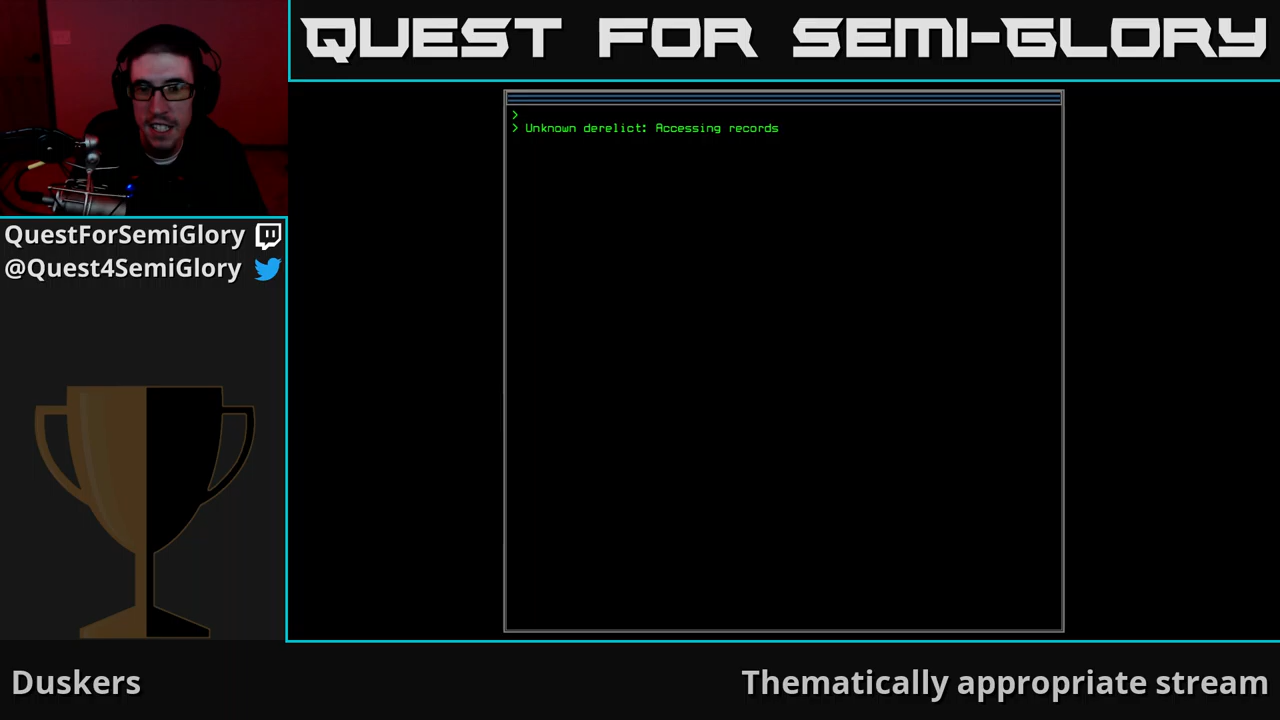 QUEST FOR SEMI-GLORY
>
> Unknown derelict: Accessing records
QuestForSemiGlory
@Quest4SemiGlory
Duskers
Thematically appropriate stream